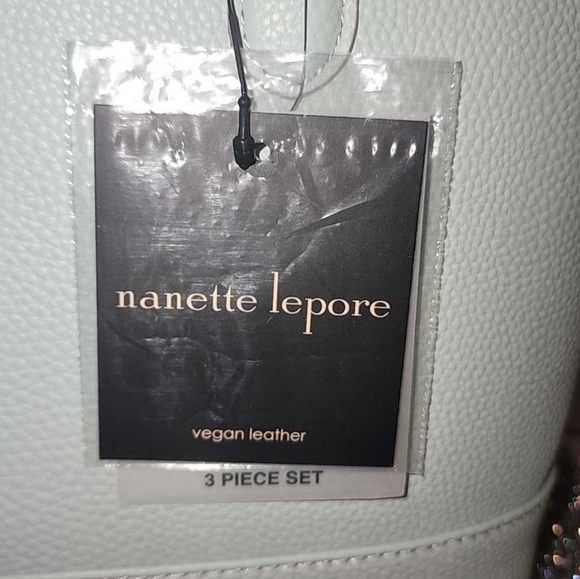 nanette lepore
vegan leather
3 PIECE SET